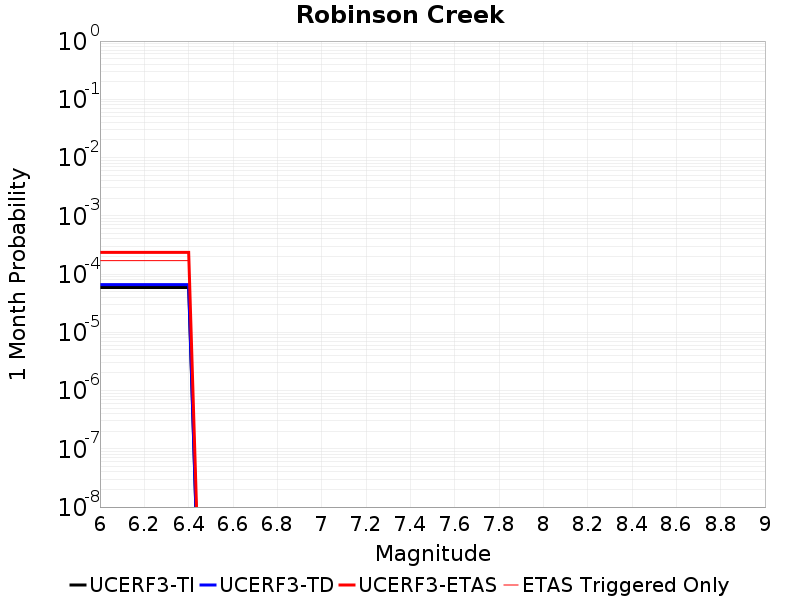 Robinson Creek
1 Month Probability
10^0
10^-1
10^-2
10^-3
10^-4
10^-5
10^-6
10^-7
10^-8
6 6.2 6.4 6.6 6.8 7 7.2 7.4 7.6 7.8 8 8.2 8.4 8.6 8.8 9
Magnitude
UCERF3-TI UCERF3-TD UCERF3-ETAS ETAS Triggered Only